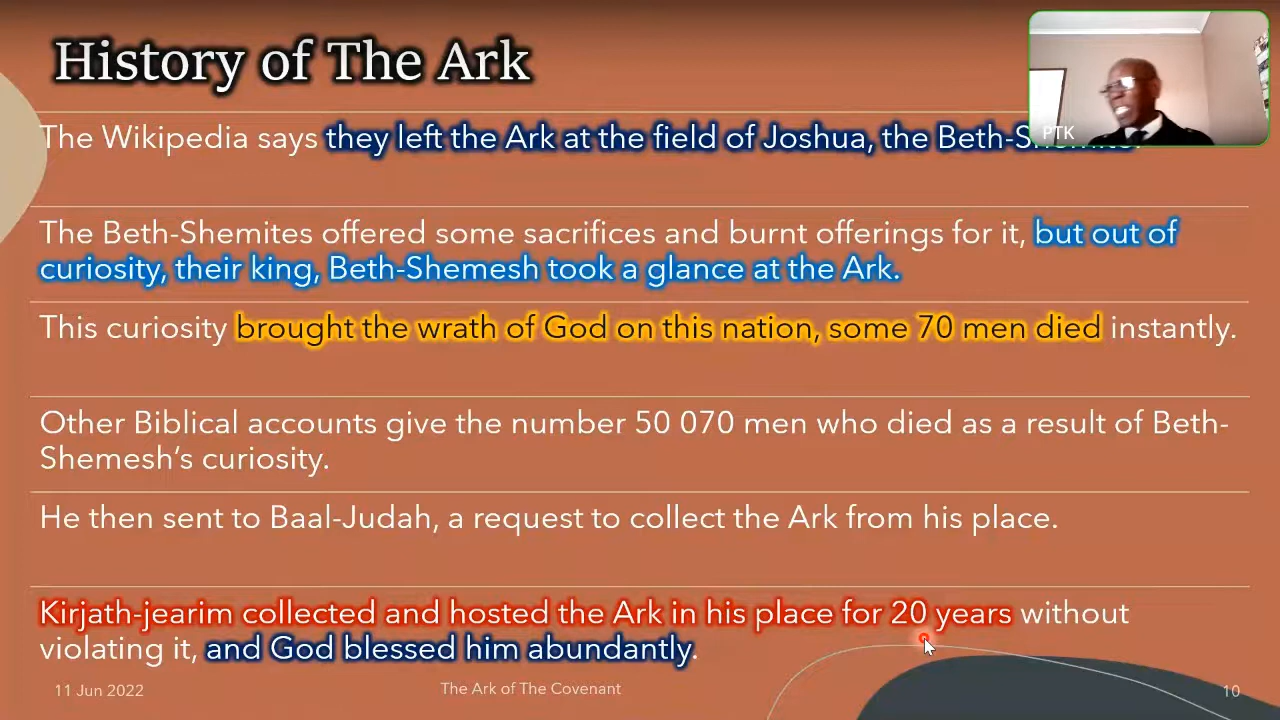 History of The Ark
PTK
The Wikipedia says they left the Ark at the field of Joshua, the Beth-Shemite.
The Beth-Shemites offered some sacrifices and burnt offerings for it, but out of
curiosity, their king, Beth-Shemesh took a glance at the Ark.
This curiosity brought the wrath of God on this nation, some 70 men died instantly.
Other Biblical accounts give the number 50 070 men who died as a result of Beth-
Shemesh's curiosity.
He then sent to Baal-Judah, a request to collect the Ark from his place.
Kirjath-jearim collected and hosted the Ark in his place for 20 years without
violating it, and God blessed him abundantly.
11 Jun 2022
The Ark of The Covenant
10